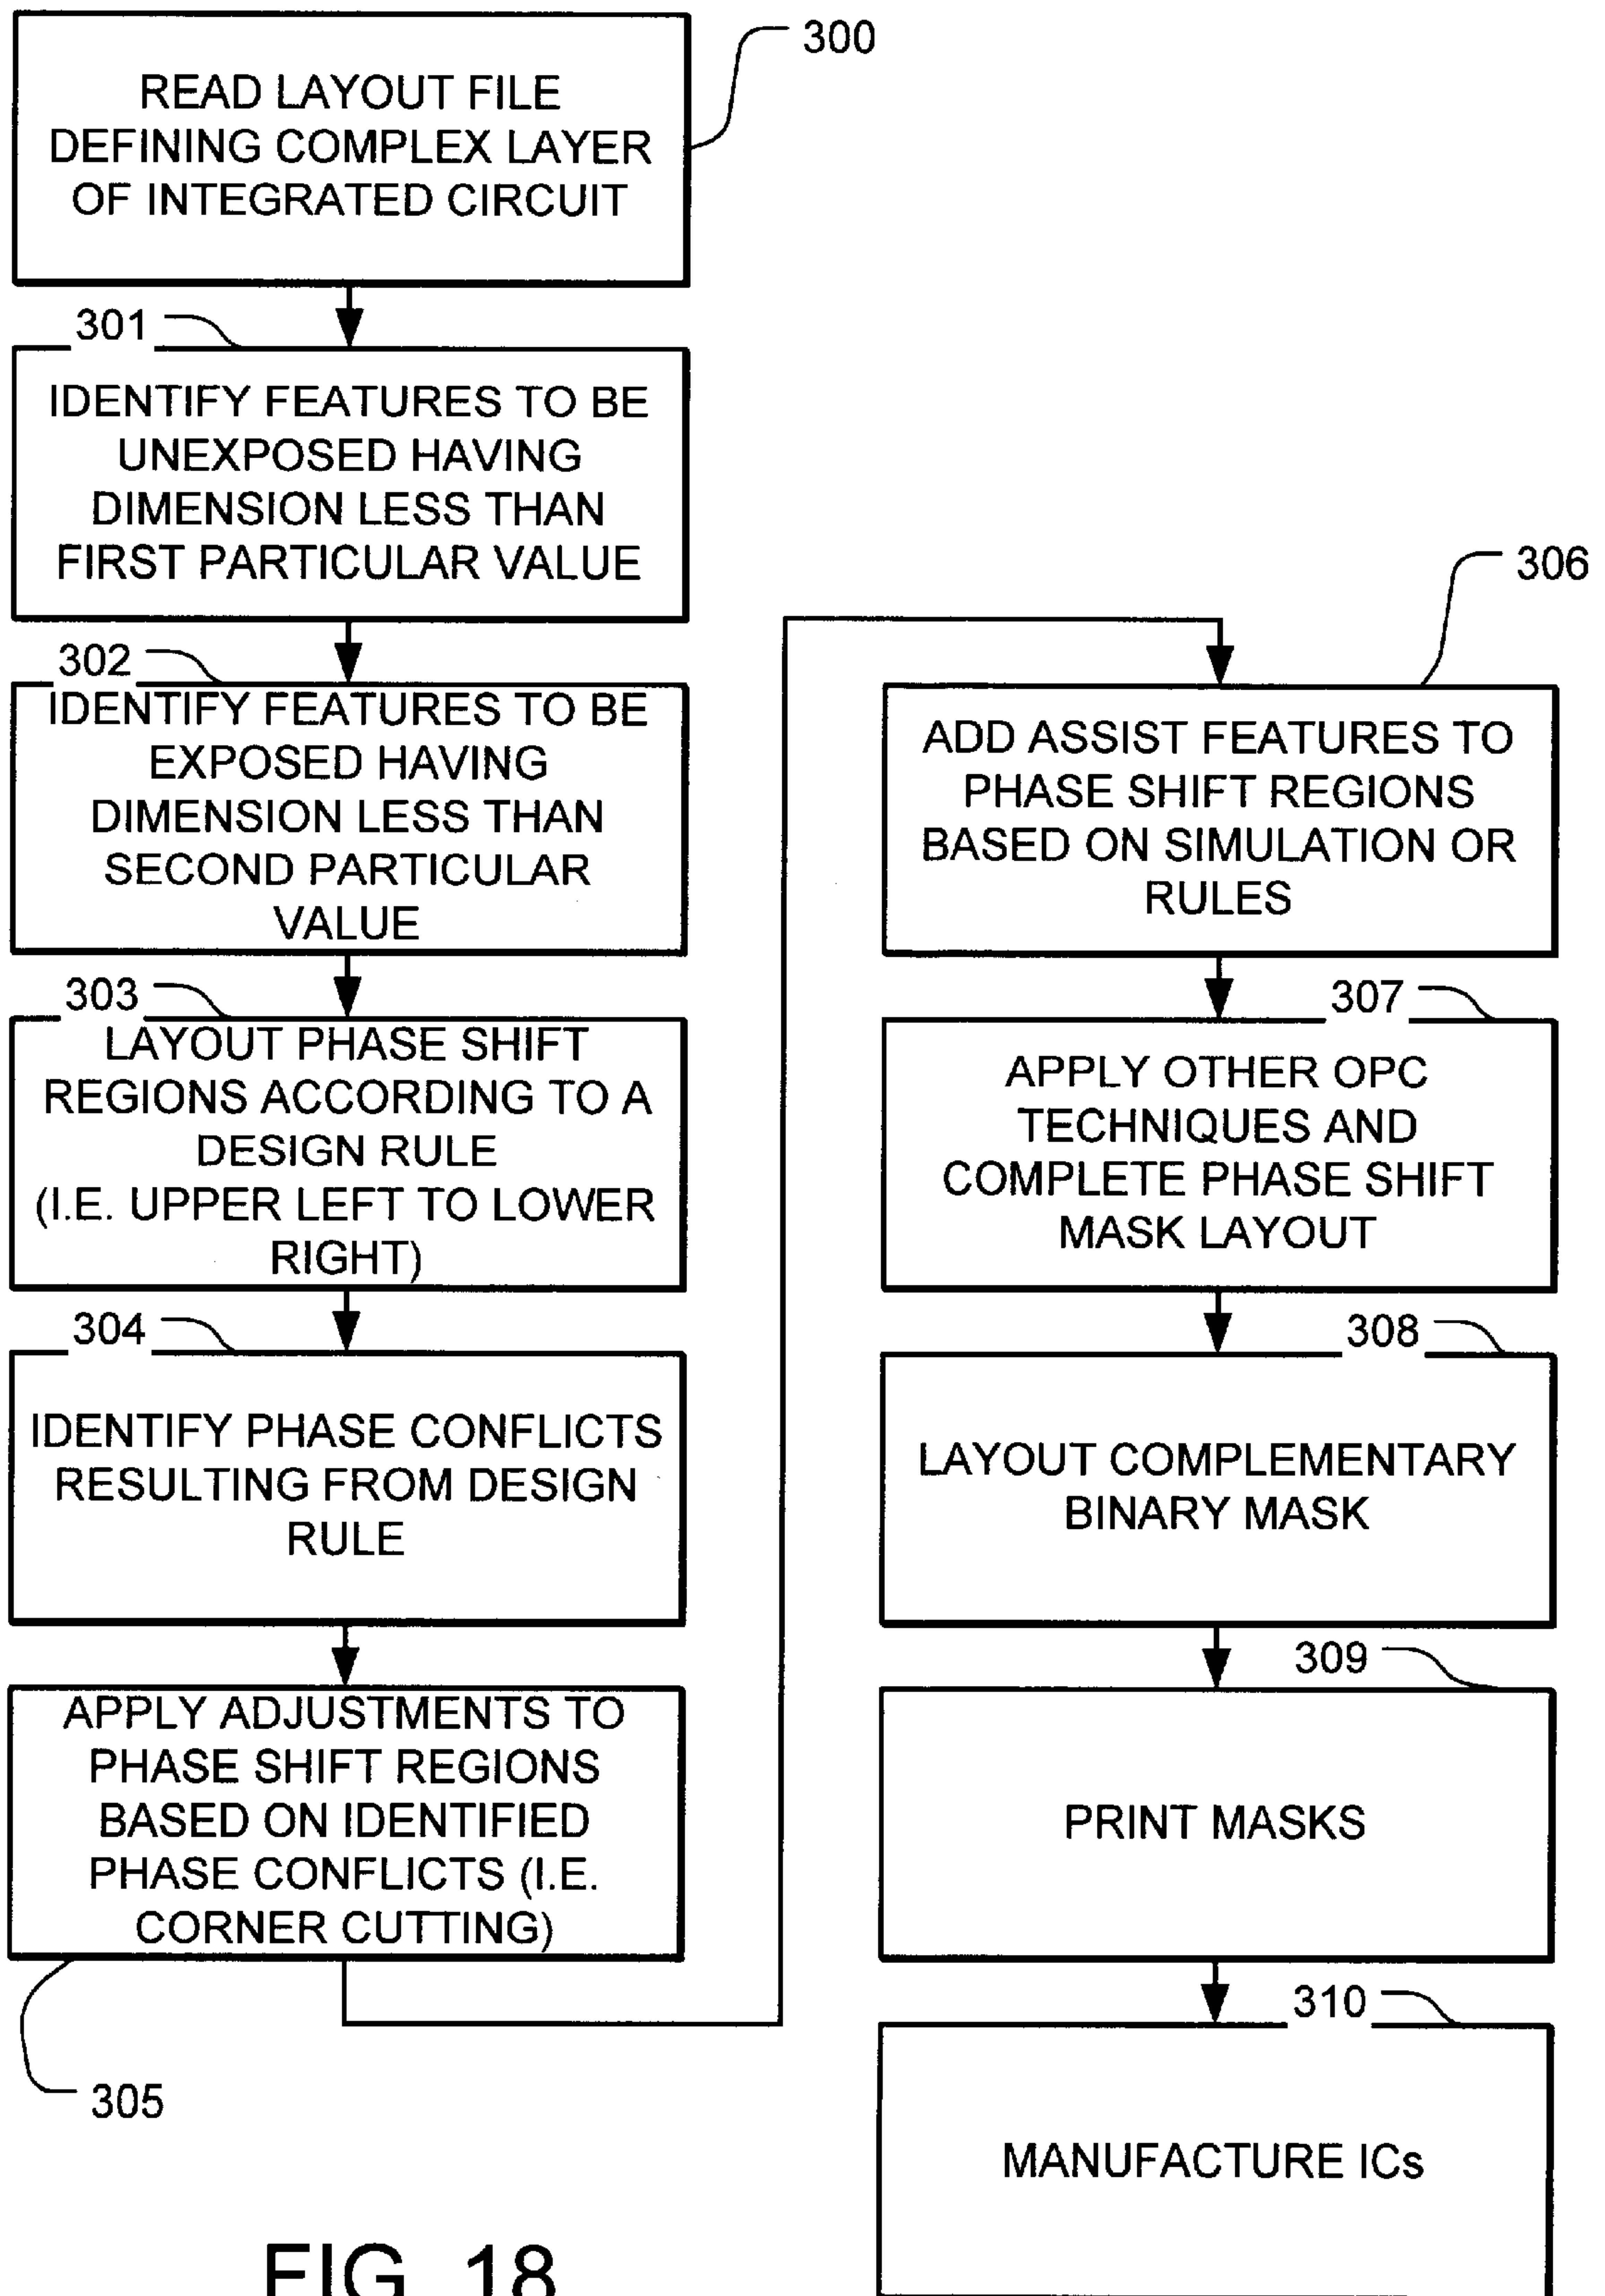 300
READ LAYOUT FILE
DEFINING COMPLEX LAYER
OF INTEGRATED CIRCUIT
301
IDENTIFY FEATURES TO BE
UNEXPOSED HAVING
DIMENSION LESS THAN
FIRST PARTICULAR VALUE
302
IDENTIFY FEATURES TO BE
EXPOSED HAVING
DIMENSION LESS THAN
SECOND PARTICULAR
VALUE
303
LAYOUT PHASE SHIFT
REGIONS ACCORDING TO A
DESIGN RULE
(I.E. UPPER LEFT TO LOWER
RIGHT)
304
IDENTIFY PHASE CONFLICTS
RESULTING FROM DESIGN
RULE
APPLY ADJUSTMENTS TO
PHASE SHIFT REGIONS
BASED ON IDENTIFIED
PHASE CONFLICTS (I.E.
CORNER CUTTING)
305
306
ADD ASSIST FEATURES TO
PHASE SHIFT REGIONS
BASED ON SIMULATION OR
RULES
307
APPLY OTHER OPC
TECHNIQUES AND
COMPLETE PHASE SHIFT
MASK LAYOUT
308
LAYOUT COMPLEMENTARY
BINARY MASK
309
PRINT MASKS
310
MANUFACTURE ICs
FIG. 18